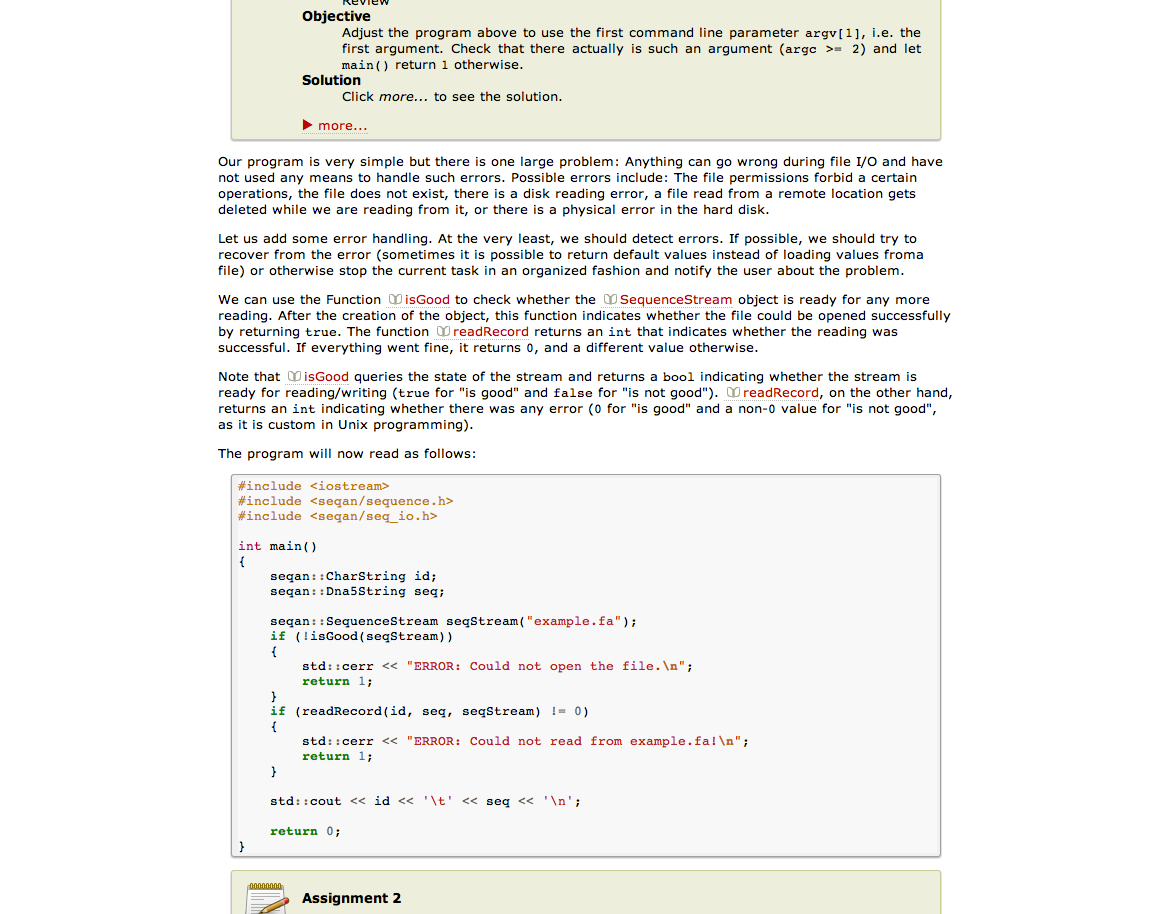 Review
Objective
Adjust the program above to use the first command line parameter argv[1], i.e. the
first argument. Check that there actually is such an argument (argc >= 2) and let
main() return 1 otherwise.
Solution
Click more... to see the solution.
more...
Our program is very simple but there is one large problem: Anything can go wrong during file I/O and have
not used any means to handle such errors. Possible errors include: The file permissions forbid a certain
operations, the file does not exist, there is a disk reading error, a file read from a remote location gets
deleted while we are reading from it, or there is a physical error in the hard disk.
Let us add some error handling. At the very least, we should detect errors. If possible, we should try to
recover from the error (sometimes it is possible to return default values instead of loading values froma
file) or otherwise stop the current task in an organized fashion and notify the user about the problem.
We can use the Function isGood to check whether the SequenceStream object is ready for any more
reading. After the creation of the object, this function indicates whether the file could be opened successfully
by returning true. The function readRecord returns an int that indicates whether the reading was
successful. If everything went fine, it returns 0, and a different value otherwise.
Note that isGood queries the state of the stream and returns a bool indicating whether the stream is
ready for reading/writing (true for "is good" and false for "is not good"). readRecord, on the other hand,
returns an int indicating whether there was any error (0 for "is good" and a non-0 value for "is not good",
as it is custom in Unix programming).
The program will now read as follows:
#include <iostream>
#include <seqan/sequence.h>
#include <seqan/seq_io.h>
int main()
{
seqan::CharString id;
seqan::Dna5String seq;
seqan::SequenceStream seqStream("example.fa");
if (!isGood(seqStream))
{
std::cerr << "ERROR: Could not open the file.\n";
return 1;
}
if (readRecord(id, seq, seqStream) != 0)
{
std::cerr << "ERROR: Could not read from example.fa!\n";
return 1;
}
std::cout << id << '\t' << seq << '\n';
return 0;
}
Assignment 2